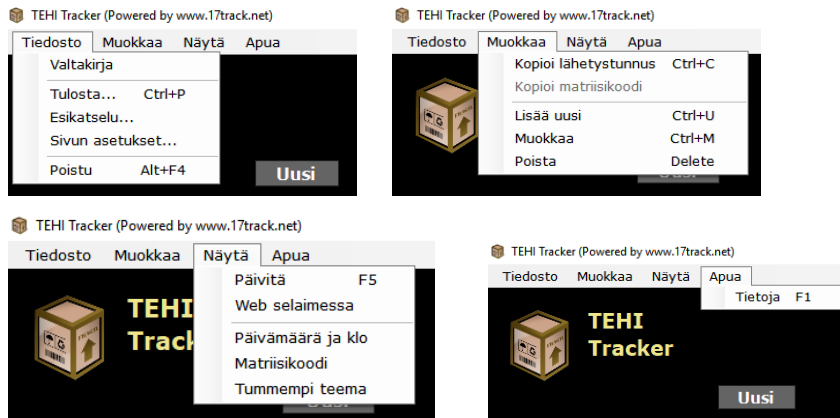 TEHI Tracker (Powered by www.17track.net)
Tiedosto Muokkaa Näytä Apua
Valtakirja
Tulosta... Ctrl+P
Esikatselu...
Sivun asetukset...
Poistu Alt+F4
Uusi
TEHI Tracker (Powered by www.17track.net)
Tiedosto Muokkaa Näytä Apua
Kopioi lähetystunnus Ctrl+C
Kopioi matriisikoodi
Lisää uusi Ctrl+U
Muokkaa Ctrl+M
Poista Delete
TEHI Tracker (Powered by www.17track.net)
Tiedosto Muokkaa Näytä Apua
Päivitä F5
Web selaimessa
Päivämäärä ja klo
Matriisikoodi
Tummempi teema
TEHI
Track
TEHI Tracker (Powered by www.17track.net)
Tiedosto Muokkaa Näytä Apua
Tietoja F1
TEHI
Tracker
Uusi